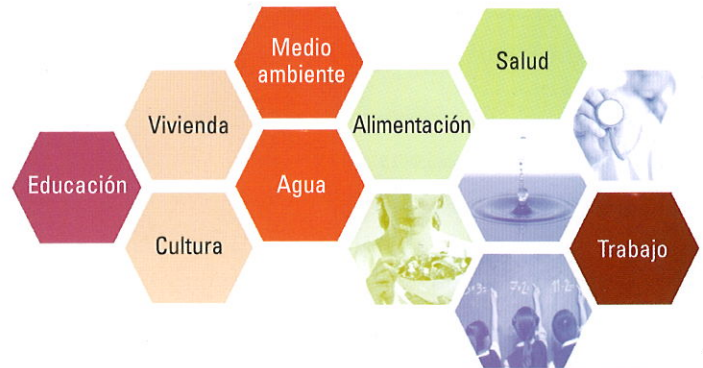 Medio
ambiente
Salud
Vivienda
Alimentación
Educación
Agua
Cultura
Trabajo